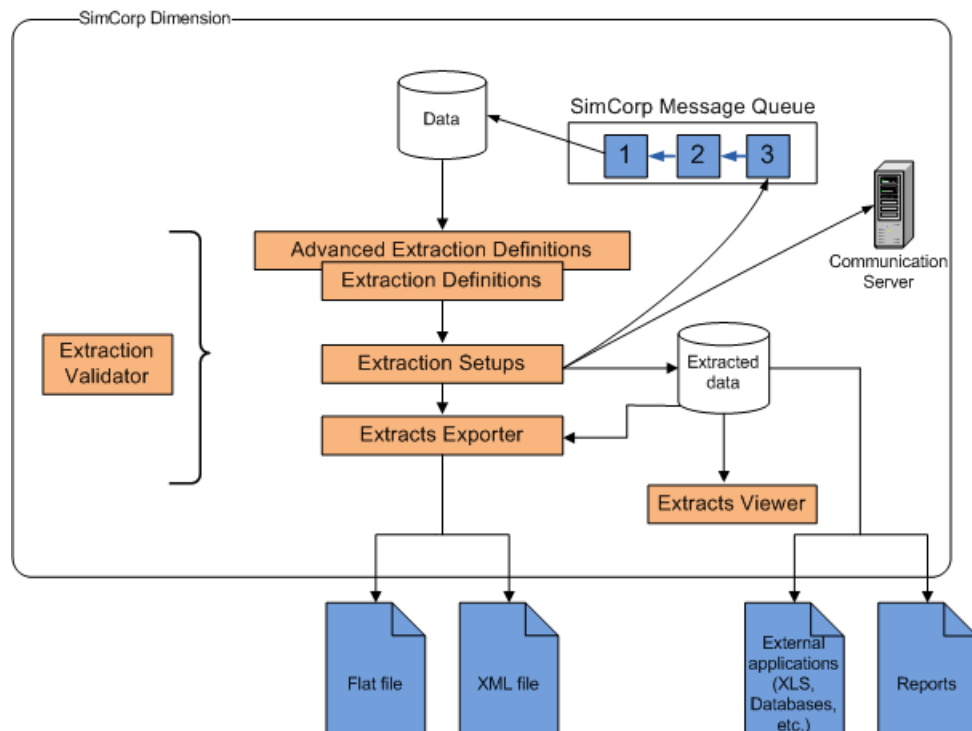 SimCorp Dimension
Data
SimCorp Message Queue
1
2
3
Communication
Server
Advanced Extraction Definitions
Extraction Definitions
Extraction
Validator
Extraction Setups
Extracted
data
Extracts Exporter
Extracts Viewer
Flat file
XML file
External
applications
(XLS,
Databases,
etc.)
Reports